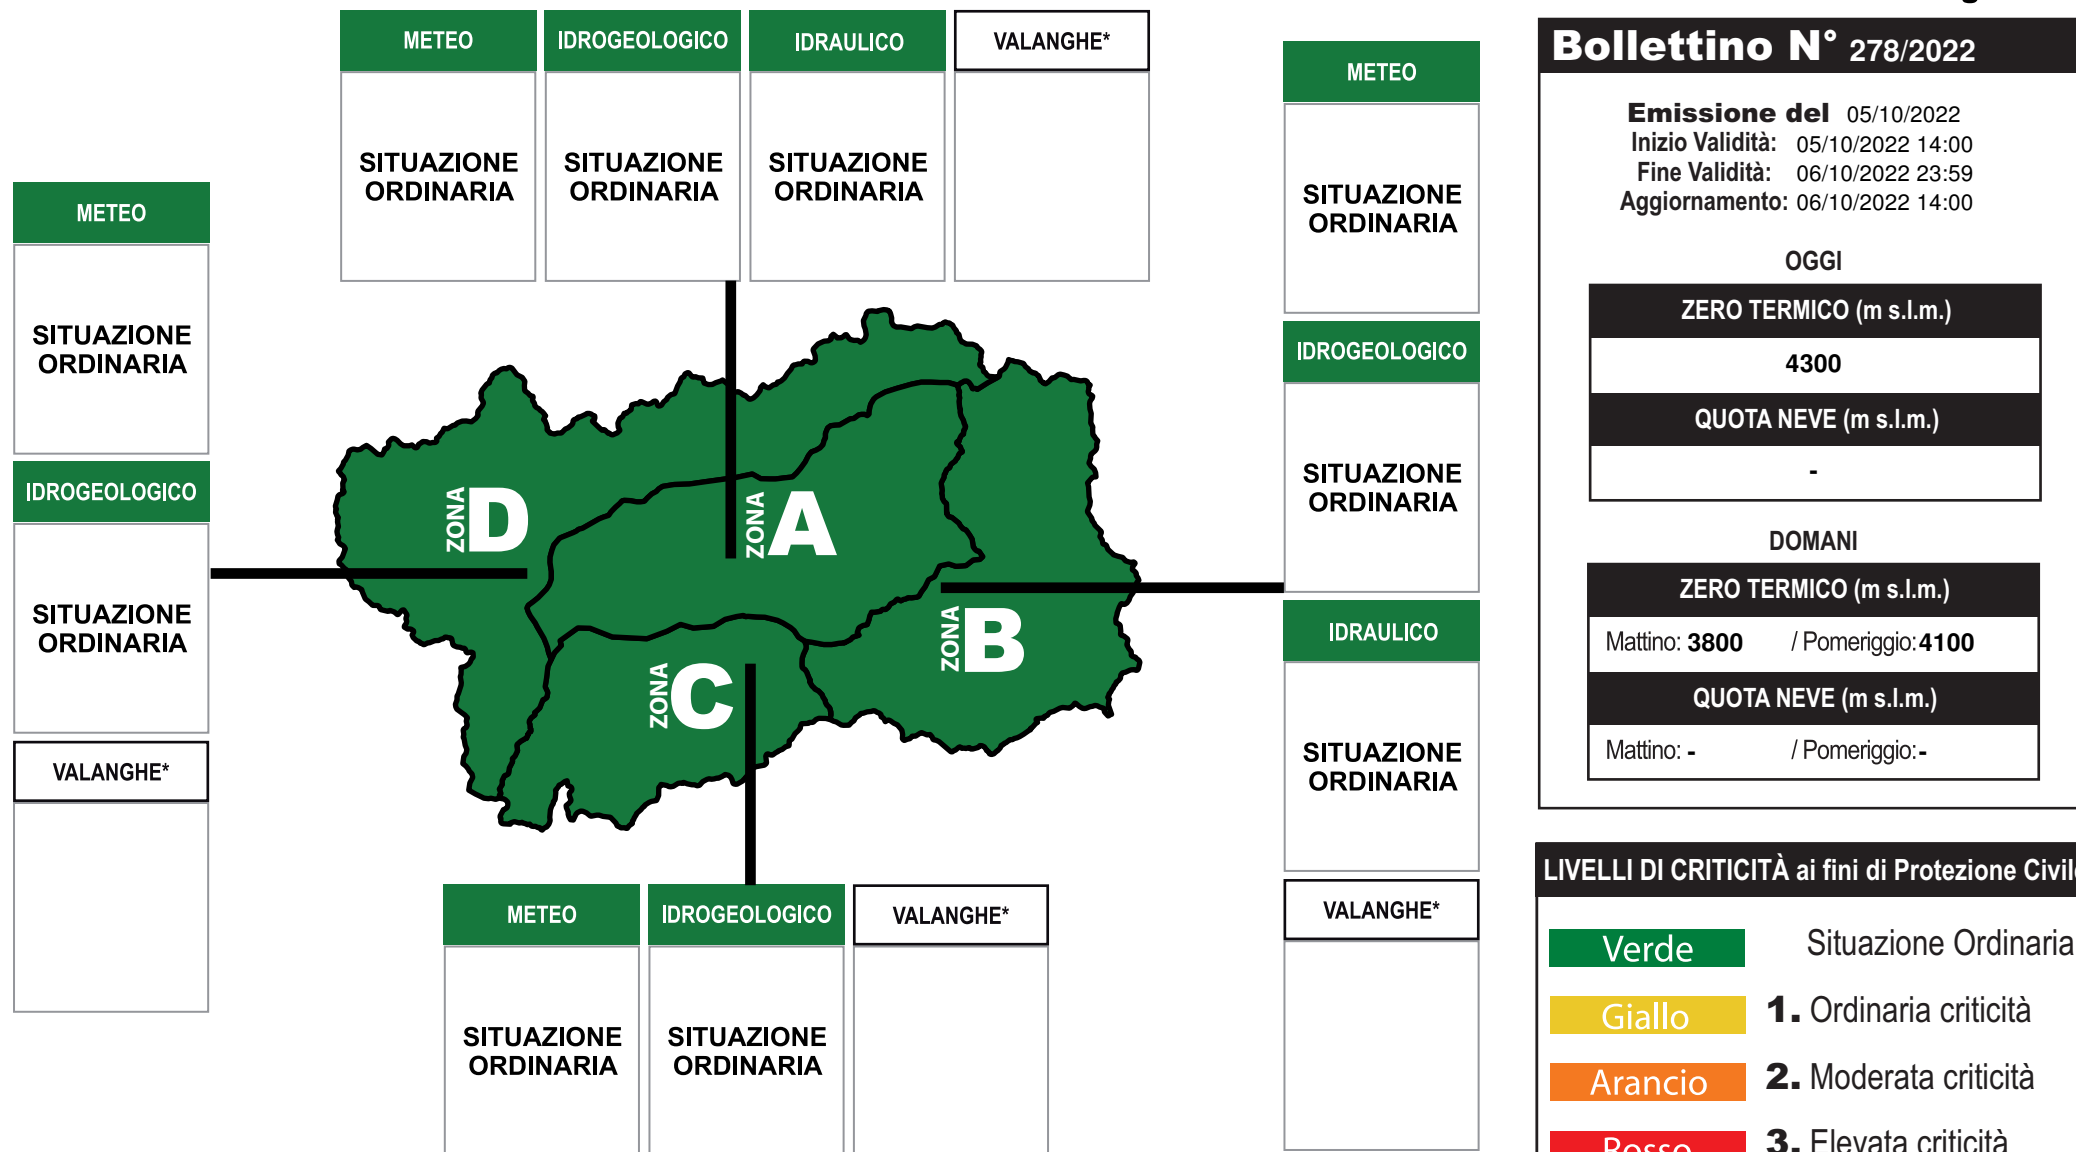 METEO
IDROGEOLOGICO
IDRAULICO
VALANGHE*
SITUAZIONE
ORDINARIA
SITUAZIONE
ORDINARIA
SITUAZIONE
ORDINARIA
METEO
SITUAZIONE
ORDINARIA
IDROGEOLOGICO
SITUAZIONE
ORDINARIA
VALANGHE*
ZONA D
ZONA A
ZONA B
ZONA C
METEO
SITUAZIONE
ORDINARIA
IDROGEOLOGICO
SITUAZIONE
ORDINARIA
IDRAULICO
SITUAZIONE
ORDINARIA
VALANGHE*
METEO
IDROGEOLOGICO
VALANGHE*
SITUAZIONE
ORDINARIA
SITUAZIONE
ORDINARIA
Bollettino N° 278/2022
Emissione del 05/10/2022
Inizio Validità: 05/10/2022 14:00
Fine Validità: 06/10/2022 23:59
Aggiornamento: 06/10/2022 14:00
OGGI
ZERO TERMICO (m s.l.m.)
4300
QUOTA NEVE (m s.l.m.)
-
DOMANI
ZERO TERMICO (m s.l.m.)
Mattino: 3800 / Pomeriggio: 4100
QUOTA NEVE (m s.l.m.)
Mattino: - / Pomeriggio: -
LIVELLI DI CRITICITÀ ai fini di Protezione Civile
Verde Situazione Ordinaria
Giallo 1. Ordinaria criticità
Arancio 2. Moderata criticità
Rosso 3. Elevata criticità